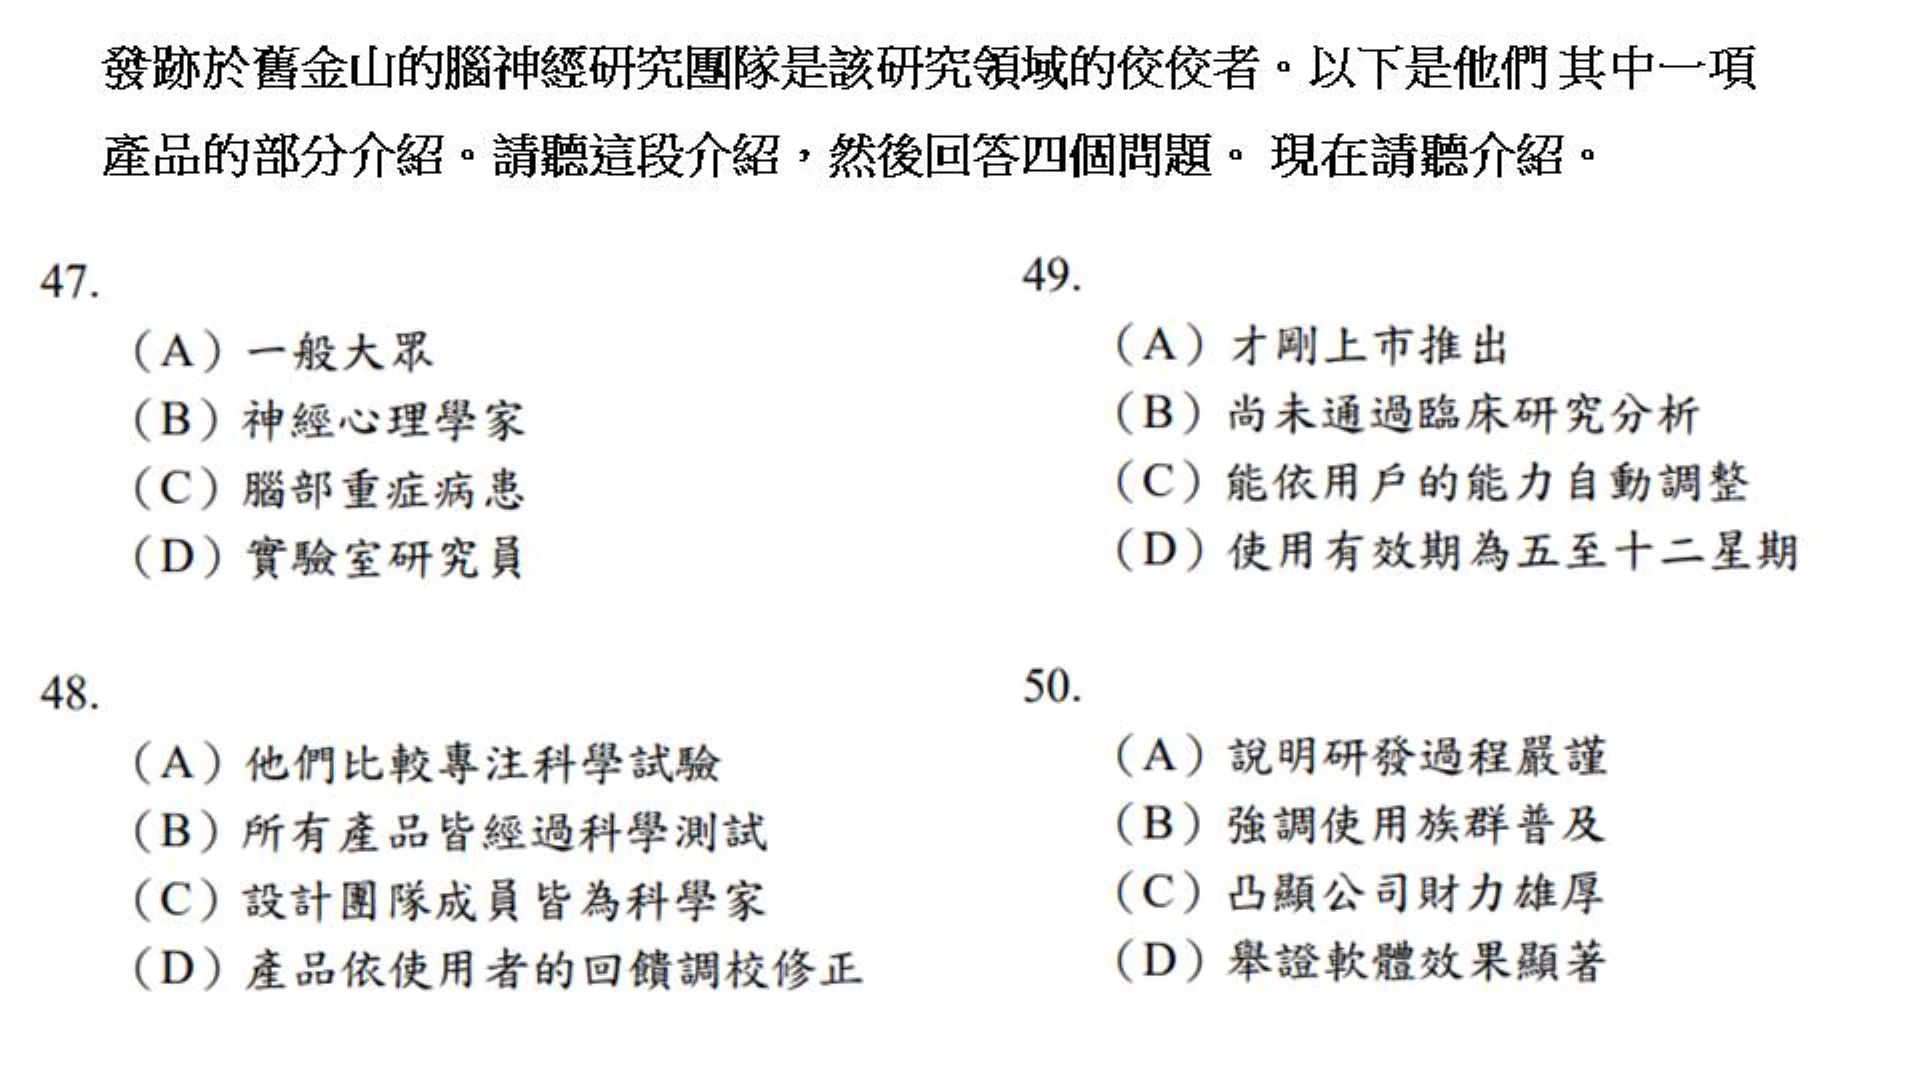 發跡於舊金山的腦神經研究團隊是該研究領域的佼佼者。以下是他們其中一項
產品的部分介紹。請聽這段介紹,然後回答四個問題。 現在請聽介紹。
47.
(A)一般大眾
(B)神經心理學家
(C)腦部重症病患
(D)實驗室研究員
48.
(A)他們比較專注科學試驗
(B)所有產品皆經過科學測試
(C)設計團隊成員皆為科學家
(D)產品依使用者的回饋調校修正
49.
(A)才剛上市推出
(B)尚未通過臨床研究分析
(C)能依用戶的能力自動調整
(D)使用有效期為五至十二星期
50.
(A)說明研發過程嚴謹
(B)強調使用族群普及
(C)凸顯公司財力雄厚
(D)舉證軟體效果顯著